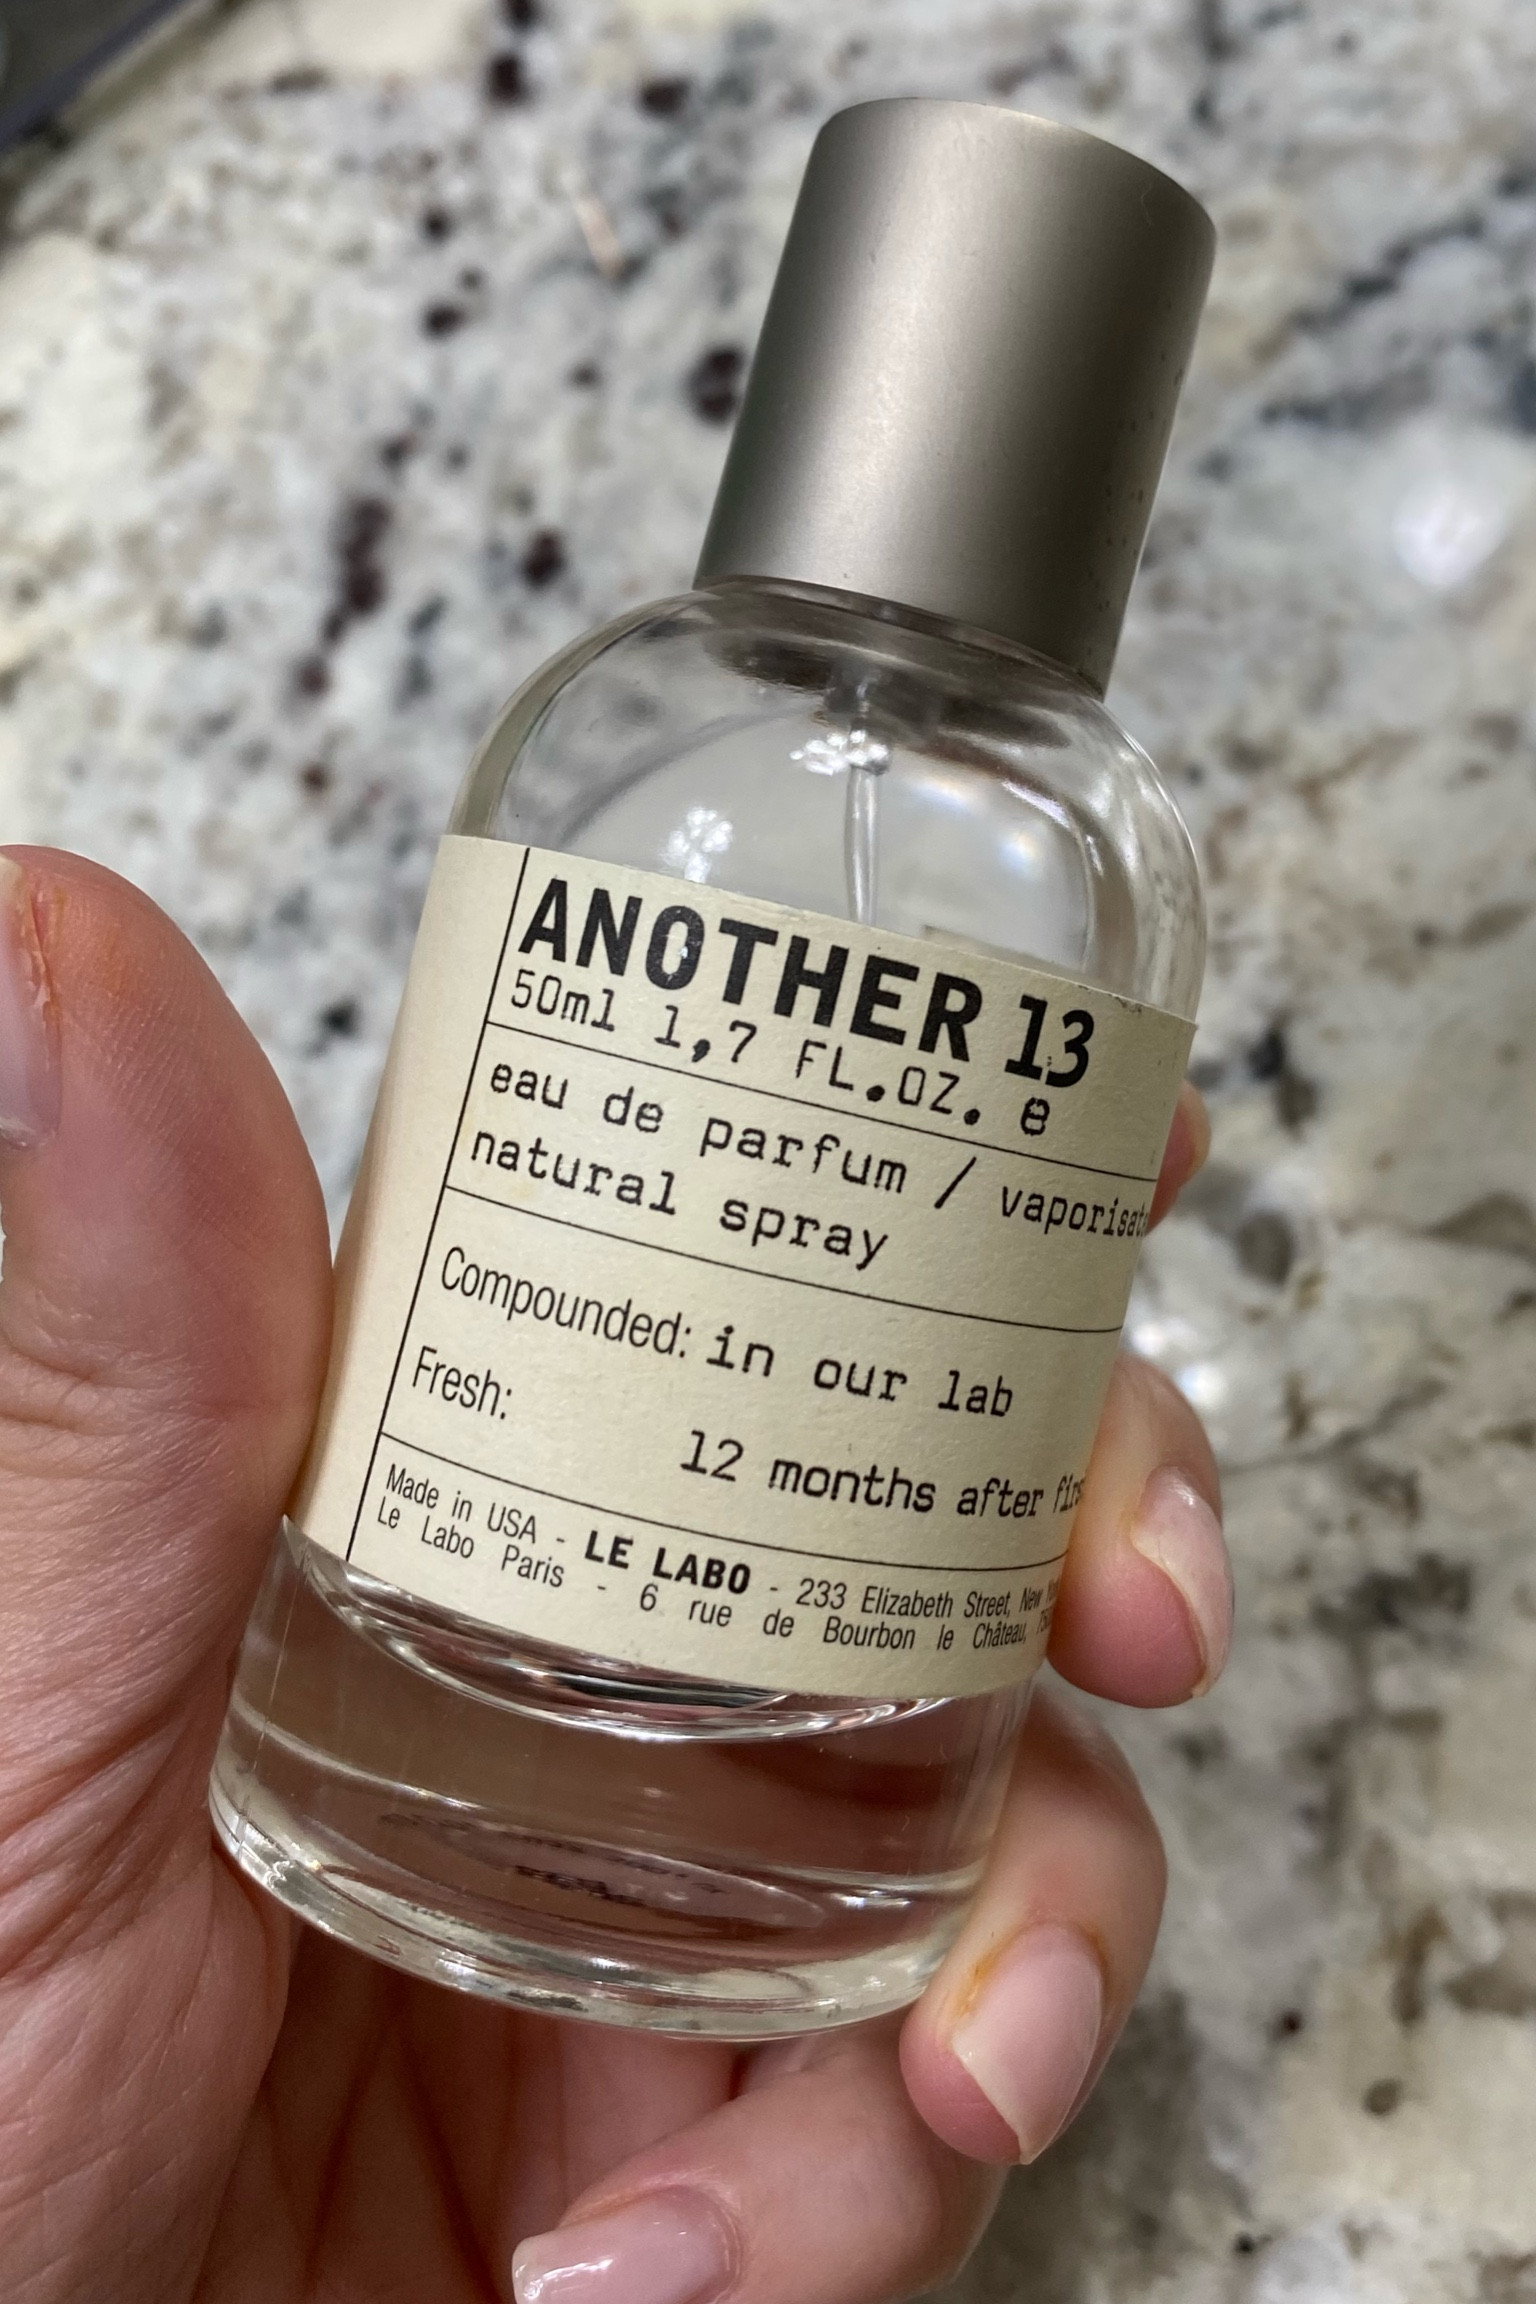 ANOTHER 13
50ml 1,7 FL.OZ. e
eau de parfum /
natural spray
Compounded: in our lab
Fresh: 12 months after
Made in USA - LE LABO - 233 Elizabeth Street, New
Le Labo Paris - 6 rue de Bourbon le Château,